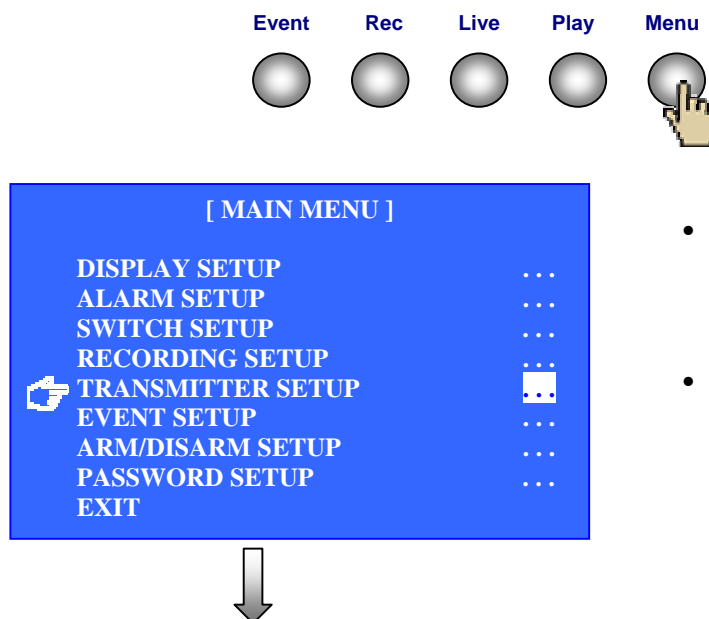 Event Rec Live Play Menu
[ MAIN MENU ]
DISPLAY SETUP . . .
ALARM SETUP . . .
SWITCH SETUP . . .
RECORDING SETUP . . .
TRANSMITTER SETUP . . .
EVENT SETUP . . .
ARM/DISARM SETUP . . .
PASSWORD SETUP . . .
EXIT